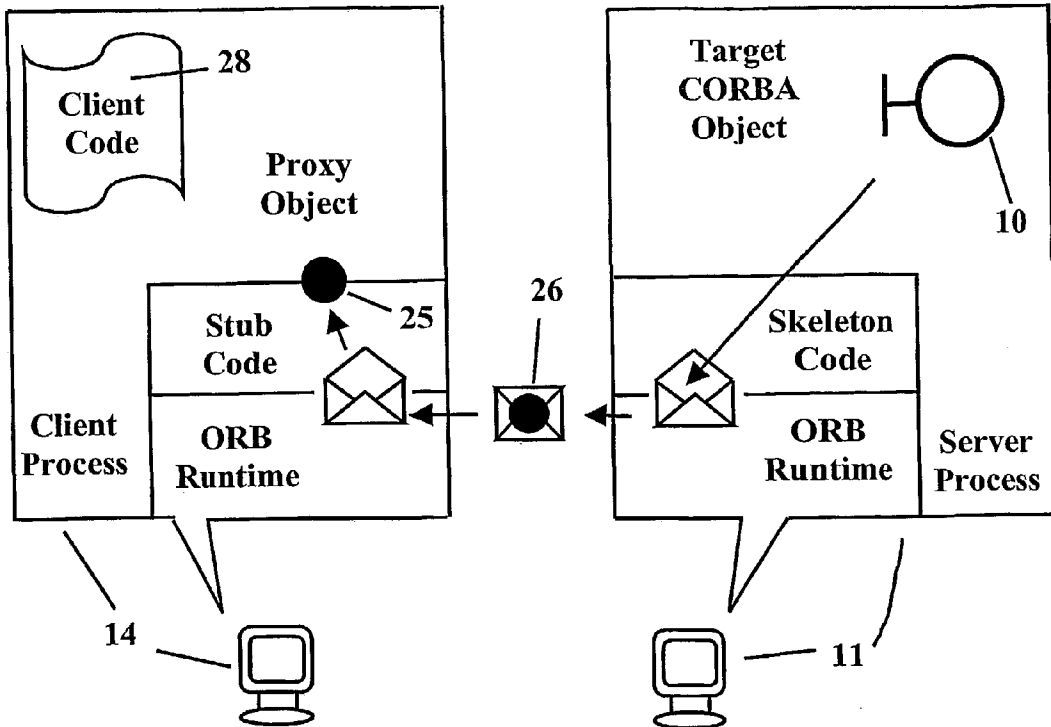 28
Client
Code
Proxy
Object
25
Stub
Code
Client
Process
ORB
Runtime
14
26
Target
CORBA
Object
10
Skeleton
Code
ORB
Runtime
Server
Process
11